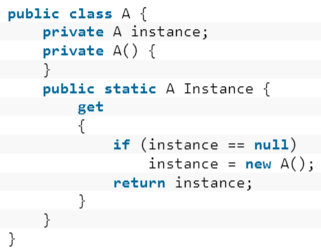 public class A {
    private A instance;
    private A() {
    }
    public static A Instance {
        get
        {
            if (instance == null)
                instance = new A();
            return instance;
        }
    }
}